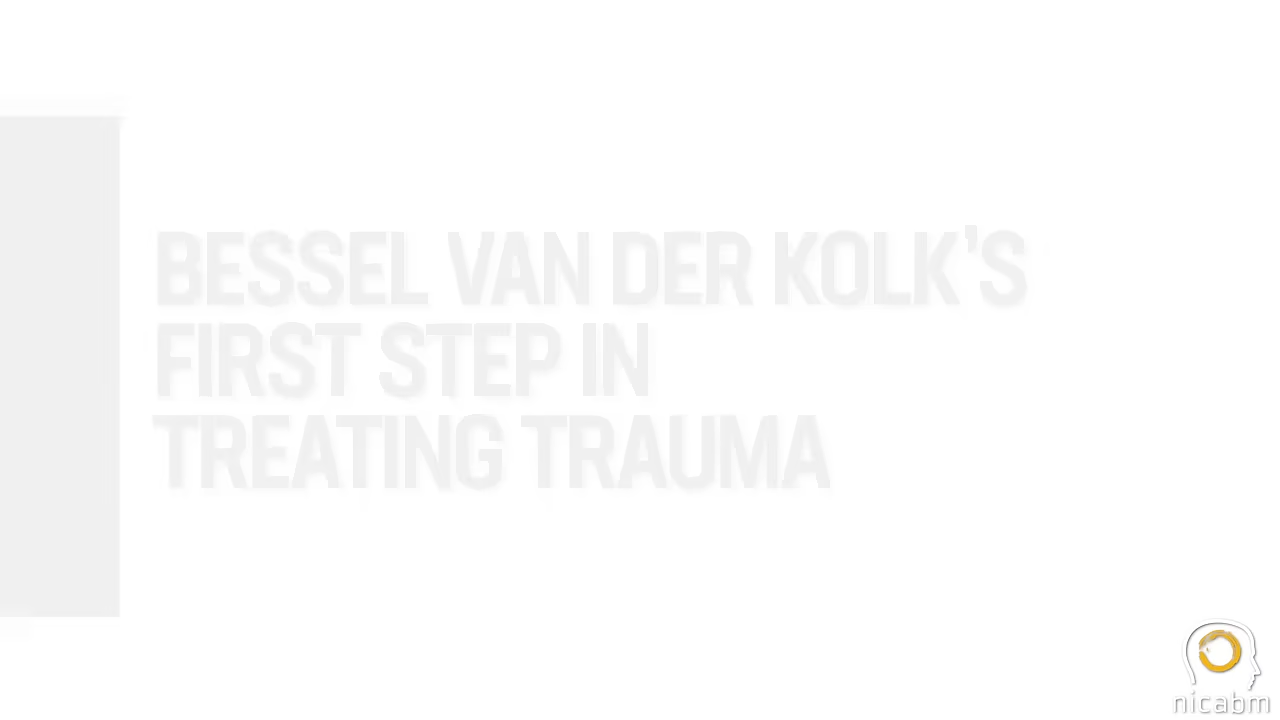 BESSEL VAN DER KOLK'S
FIRST STEP IN
TREATING TRAUMA
nicabm